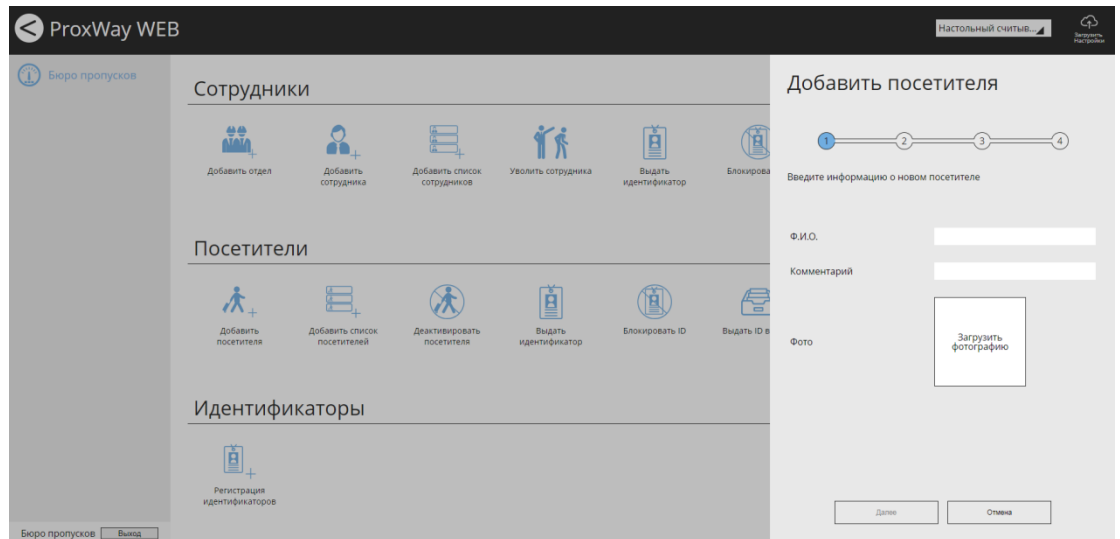 ProxWay WEB
Настольный считыв...
Загрузить
Настройки
Бюро пропусков
Сотрудники
Добавить отдел
Добавить
сотрудника
Добавить список
сотрудников
Уволить сотрудника
Выдать
идентификатор
Блокирова
Посетители
Добавить
посетителя
Добавить список
посетителей
Деактивировать
посетителя
Выдать
идентификатор
Блокировать ID
Выдать ID в
Идентификаторы
Регистрация
идентификаторов
Бюро пропусков
Выход
Добавить посетителя
1 2 3 4
Введите информацию о новом посетителе
Ф.И.О.
Комментарий
Фото
Загрузить
фотографию
Далее
Отмена